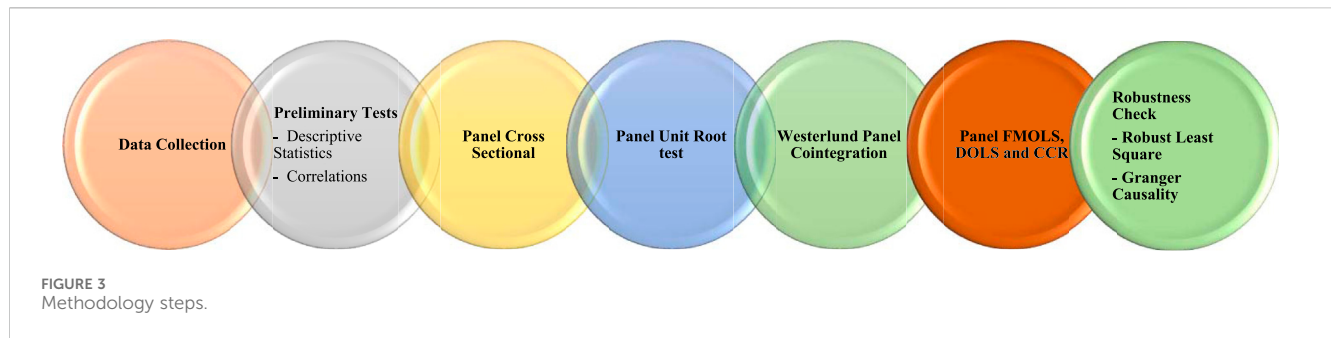 Data Collection
Preliminary Tests
- Descriptive
Statistics
- Correlations
Panel Cross
Sectional
Panel Unit Root
test
Westerlund Panel
Cointegration
Panel FMOLS,
DOLS and CCR
Robustness
Check
- Robust Least
Square
- Granger
Causality
FIGURE 3
Methodology steps.